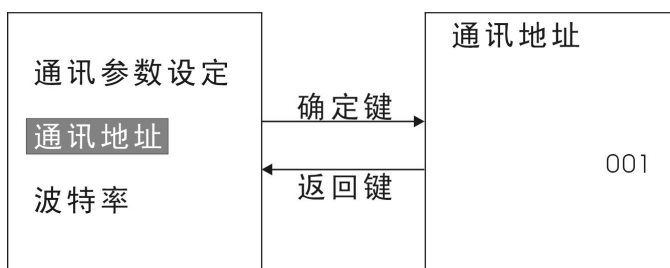 通讯参数设定
通讯地址
波特率
确定键
返回键
通讯地址
001